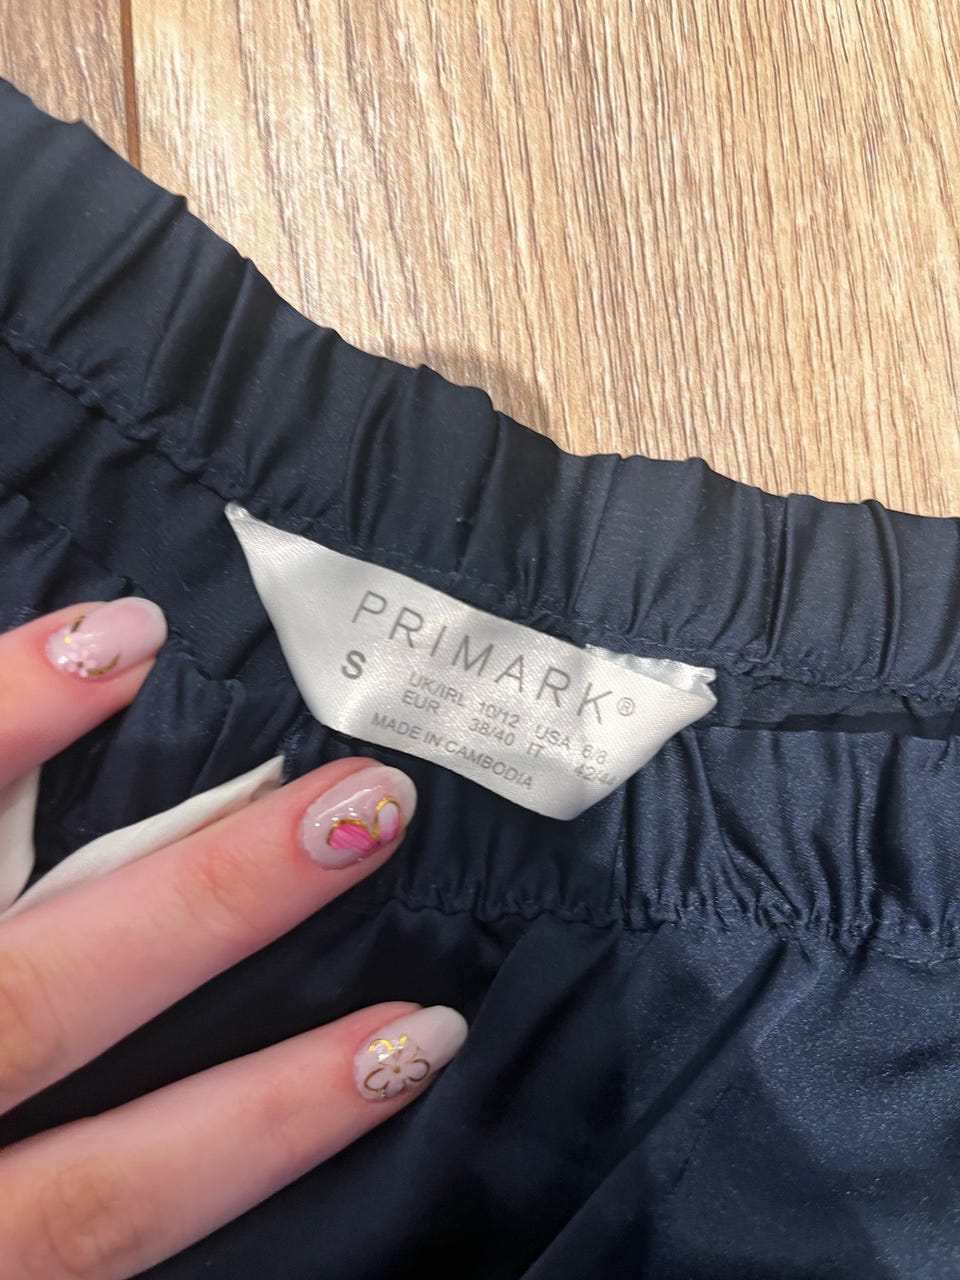 PRIMARK®
S
UK/IRL 10/12 USA 6/8
EUR 38/40 IT 42/44
MADE IN CAMBODIA